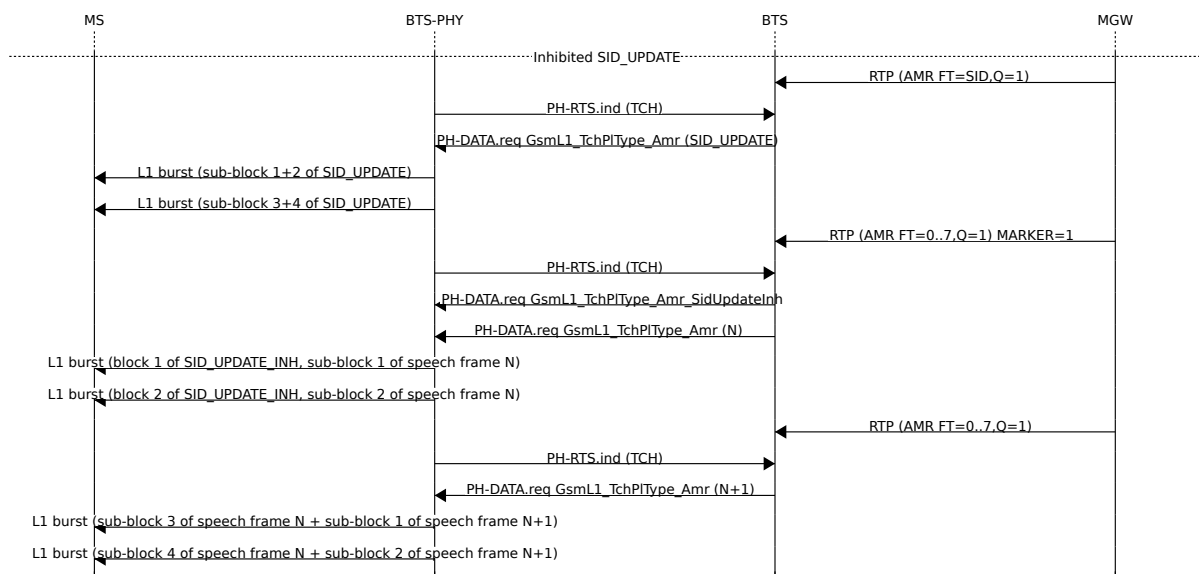 MS BTS-PHY BTS MGW
Inhibited SID_UPDATE
RTP (AMR FT=SID,Q=1)
PH-RTS.ind (TCH)
PH-DATA.req GsmL1_TchPlType_Amr (SID_UPDATE)
L1 burst (sub-block 1+2 of SID_UPDATE)
L1 burst (sub-block 3+4 of SID_UPDATE)
RTP (AMR FT=0..7,Q=1) MARKER=1
PH-RTS.ind (TCH)
PH-DATA.req GsmL1_TchPlType_Amr_SidUpdateInh
PH-DATA.req GsmL1_TchPlType_Amr (N)
L1 burst (block 1 of SID_UPDATE_INH, sub-block 1 of speech frame N)
L1 burst (block 2 of SID_UPDATE_INH, sub-block 2 of speech frame N)
RTP (AMR FT=0..7,Q=1)
PH-RTS.ind (TCH)
PH-DATA.req GsmL1_TchPlType_Amr (N+1)
L1 burst (sub-block 3 of speech frame N + sub-block 1 of speech frame N+1)
L1 burst (sub-block 4 of speech frame N + sub-block 2 of speech frame N+1)